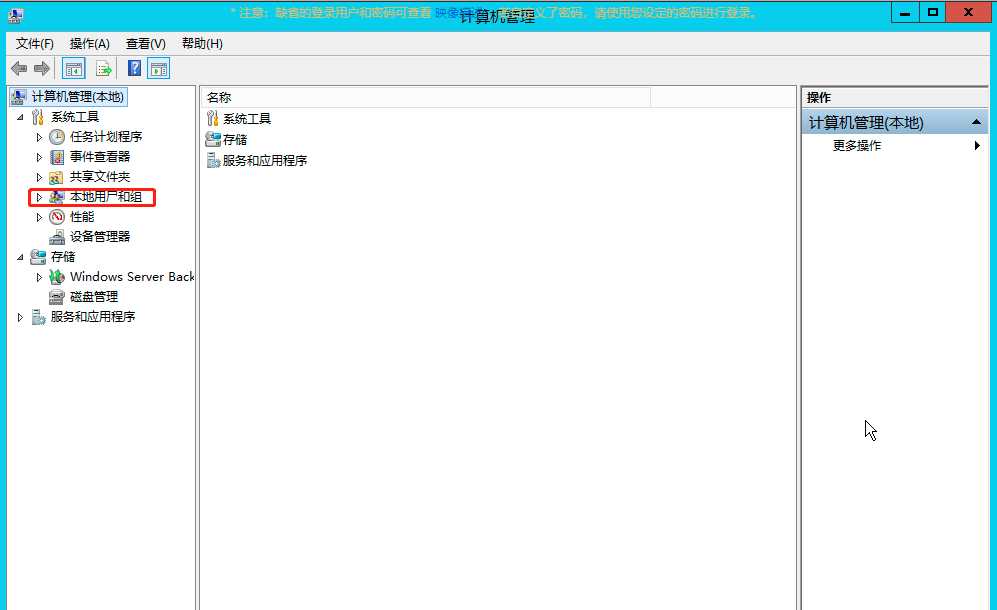 * 注意：缺省的登录用户和密码可查看 映像 定义了密码，请使用您设定的密码进行登录。
计算机管理
文件(F) 操作(A) 查看(V) 帮助(H)
计算机管理(本地)
系统工具
任务计划程序
事件查看器
共享文件夹
本地用户和组
性能
设备管理器
存储
Windows Server Back
磁盘管理
服务和应用程序
名称
系统工具
存储
服务和应用程序
操作
计算机管理(本地)
更多操作